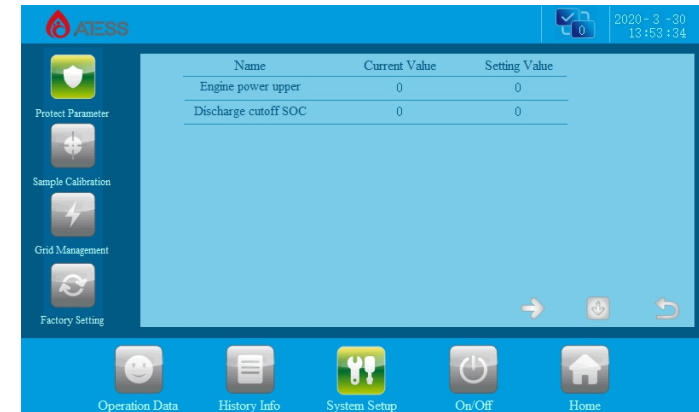 ATESS
0
2020-3-30
13:53:34
Name Current Value Setting Value
Engine power upper 0 0
Discharge cutoff SOC 0 0
Protect Parameter
Sample Calibration
Grid Management
Factory Setting
Operation Data History Info System Setup On/Off Home